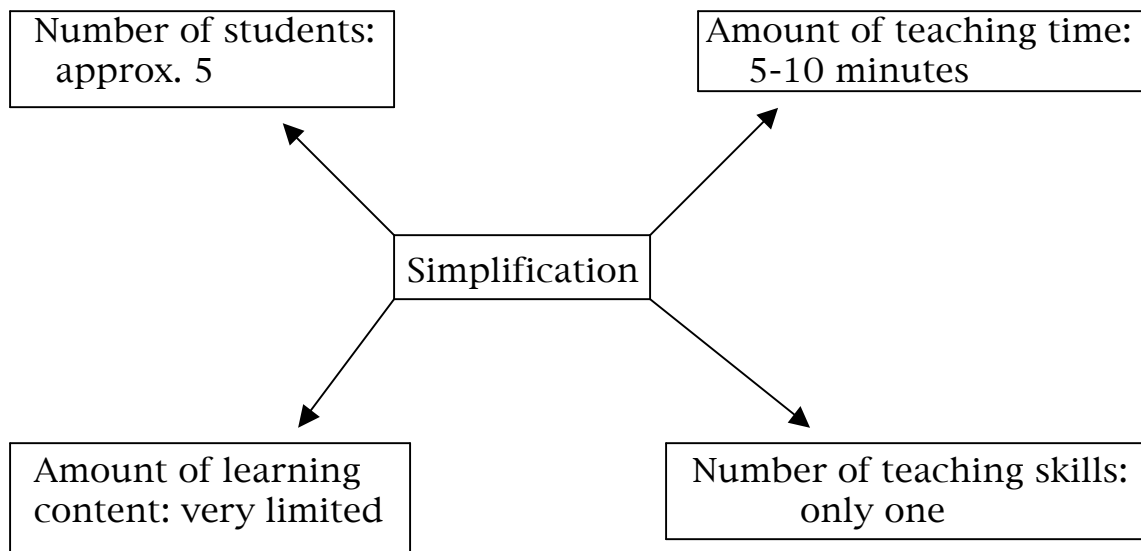 Number of students:
approx. 5
Amount of teaching time:
5-10 minutes
Simplification
Amount of learning
content: very limited
Number of teaching skills:
only one